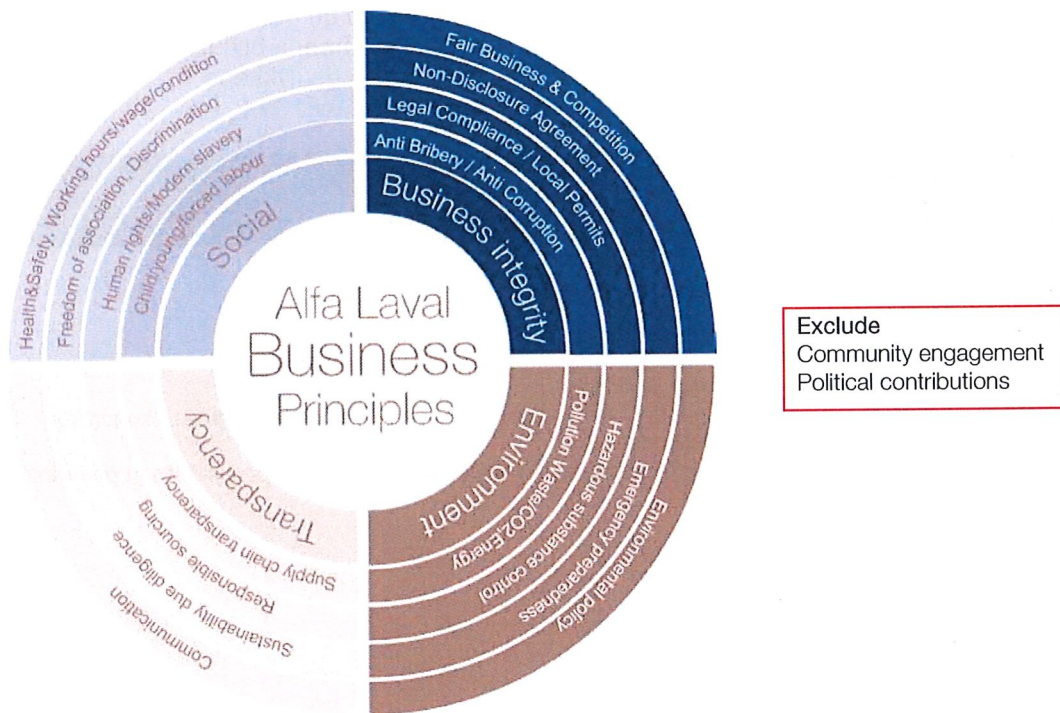 Health&Safety, Working hours/wage/condition
Freedom of association, Discrimination
Human rights/Modern slavery
Child/young/forced labour
Social
Fair Business & Competition
Non-Disclosure Agreement
Legal Compliance / Local Permits
Anti Bribery / Anti Corruption
Business integrity
Alfa Laval
Business
Principles
Transparency
Supply chain transparency
Responsible sourcing
Sustainability due diligence
Communication
Environment
Pollution Waste/CO2,Energy
Hazardous substance control
Emergency preparedness
Environmental policy
Exclude
Community engagement
Political contributions